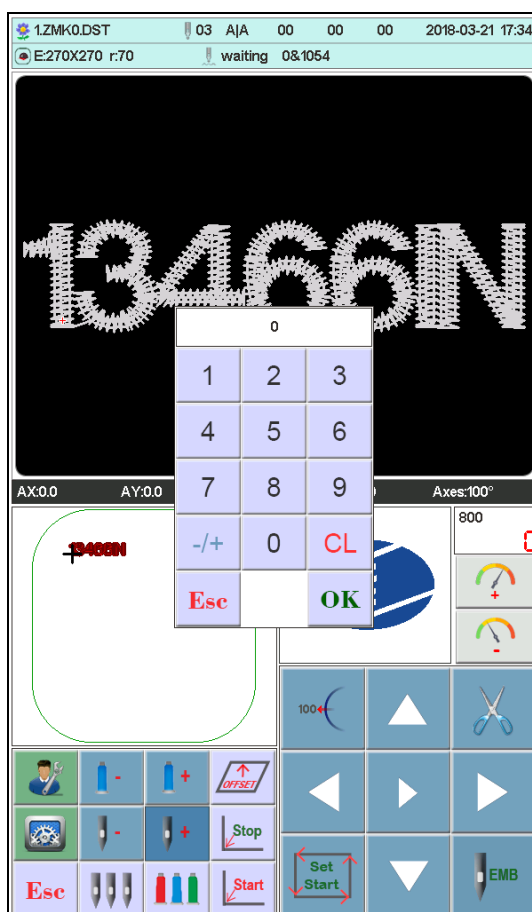 1.ZMK0.DST 03 A|A 00 00 00 2018-03-21 17:34
E:270X270 r:70 waiting 0&1054
13466N
0
1 2 3
4 5 6
7 8 9
-/+ 0 CL
Esc OK
AX:0.0 AY:0.0 Axes:100°
13466N
800
+
-
100
- + OFFSET
- + Stop
Set
Start
EMB
Esc Start